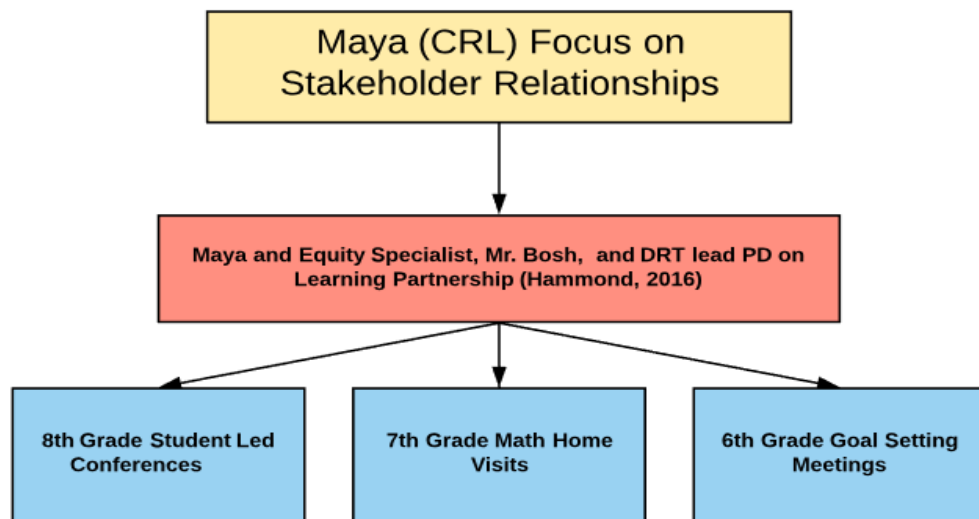 Maya (CRL) Focus on
Stakeholder Relationships
Maya and Equity Specialist, Mr. Bosh, and DRT lead PD on
Learning Partnership (Hammond, 2016)
8th Grade Student Led
Conferences
7th Grade Math Home
Visits
6th Grade Goal Setting
Meetings